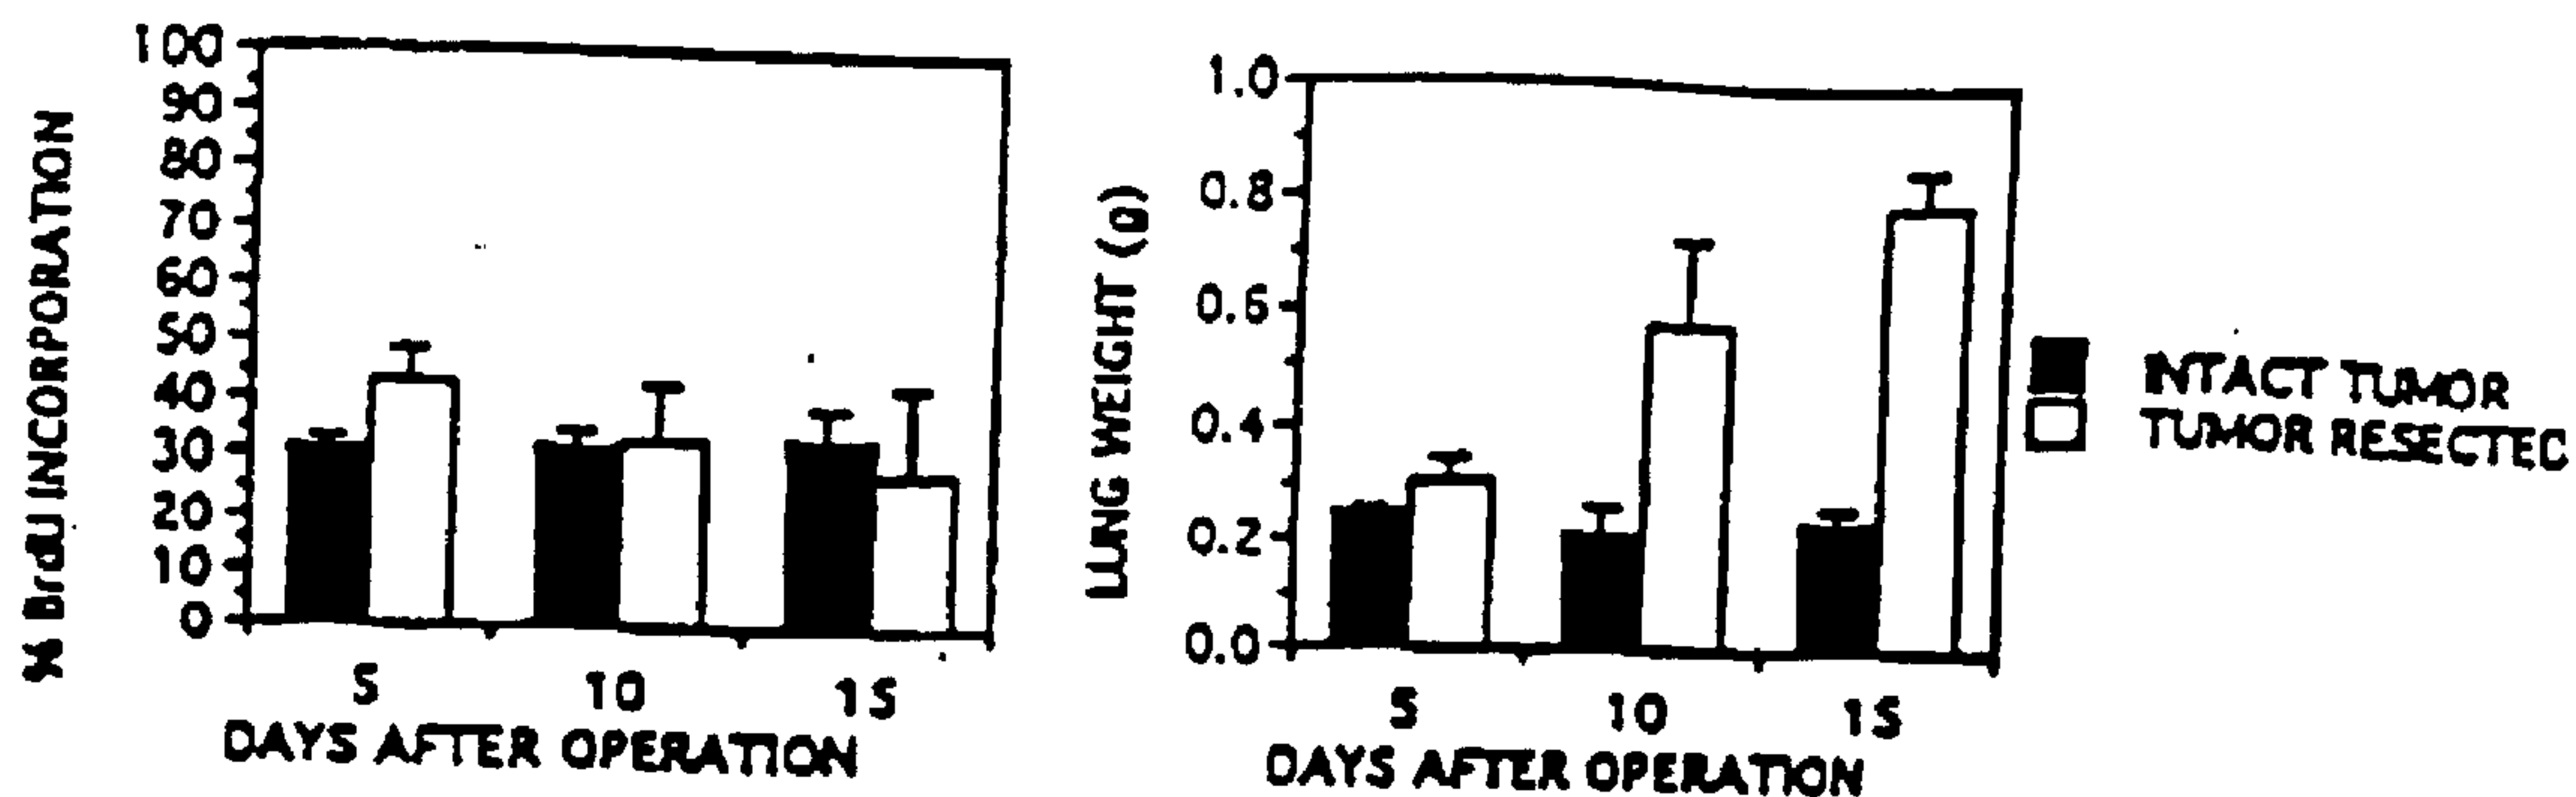 % BrdU INCORPORATION
100
90
80
70
60
50
40
30
20
10
0
5 10 15
DAYS AFTER OPERATION
LUNG WEIGHT (g)
1.0
0.8
0.6
0.4
0.2
0.0
5 10 15
DAYS AFTER OPERATION
INTACT TUMOR
TUMOR RESECTED